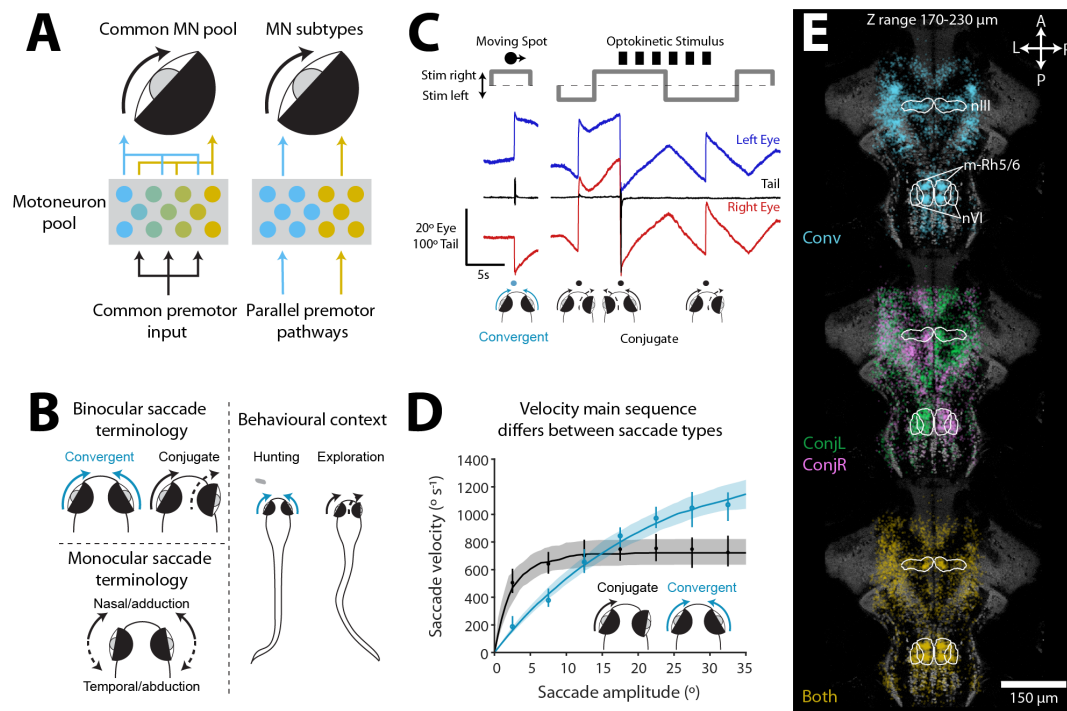 A
Common MN pool
MN subtypes
Motoneuron
pool
Common premotor
input
Parallel premotor
pathways
B
Binocular saccade
terminology
Convergent
Conjugate
Monocular saccade
terminology
Nasal/adduction
Temporal/abduction
Behavioural context
Hunting
Exploration
C
Moving Spot
Optokinetic Stimulus
Stim right
Stim left
Left Eye
Tail
Right Eye
20º Eye
100º Tail
5s
Convergent
Conjugate
D
Velocity main sequence
differs between saccade types
Saccade velocity (º s-1)
1400
1200
1000
800
600
400
200
0
0
5
10
15
20
25
30
35
Saccade amplitude (º)
Conjugate
Convergent
E
Z range 170-230 µm
A
L
P
nIII
m-Rh5/6
nVI
Conv
ConjL
ConjR
Both
150 µm